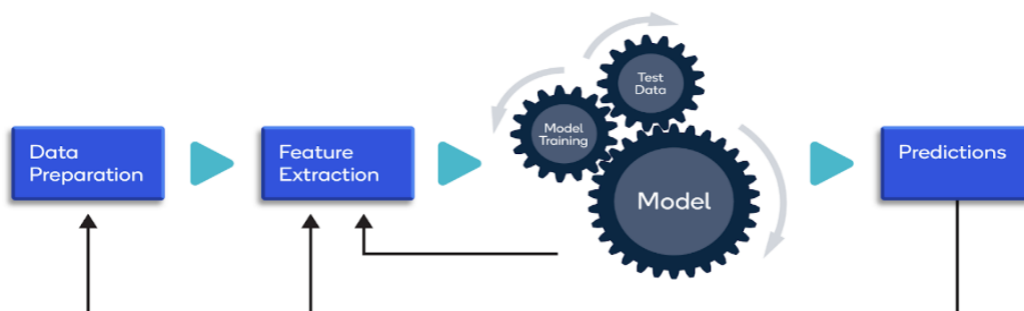 Data
Preparation
Feature
Extraction
Model
Training
Test
Data
Model
Predictions